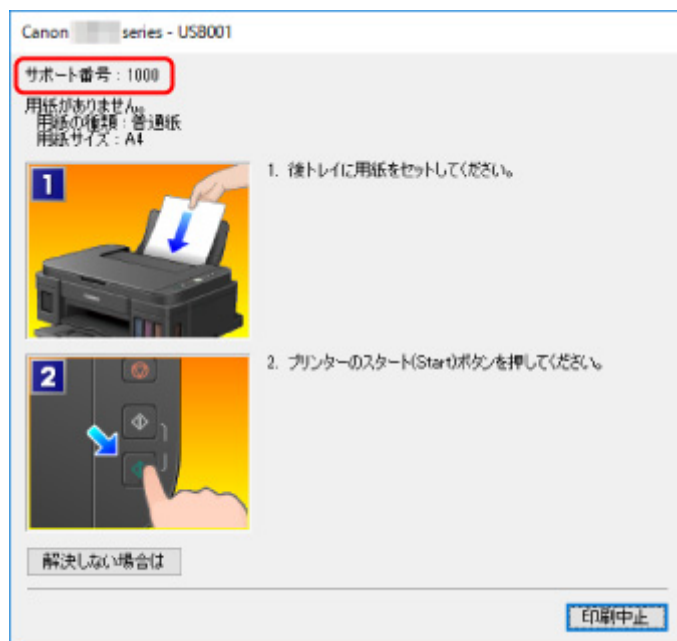 Canon series - USB001
サポート番号 : 1000
用紙がありません。
用紙の種類 : 普通紙
用紙サイズ : A4
1
1. 後トレイに用紙をセットしてください。
2
2. プリンターのスタート(Start)ボタンを押してください。
解決しない場合は
印刷中止